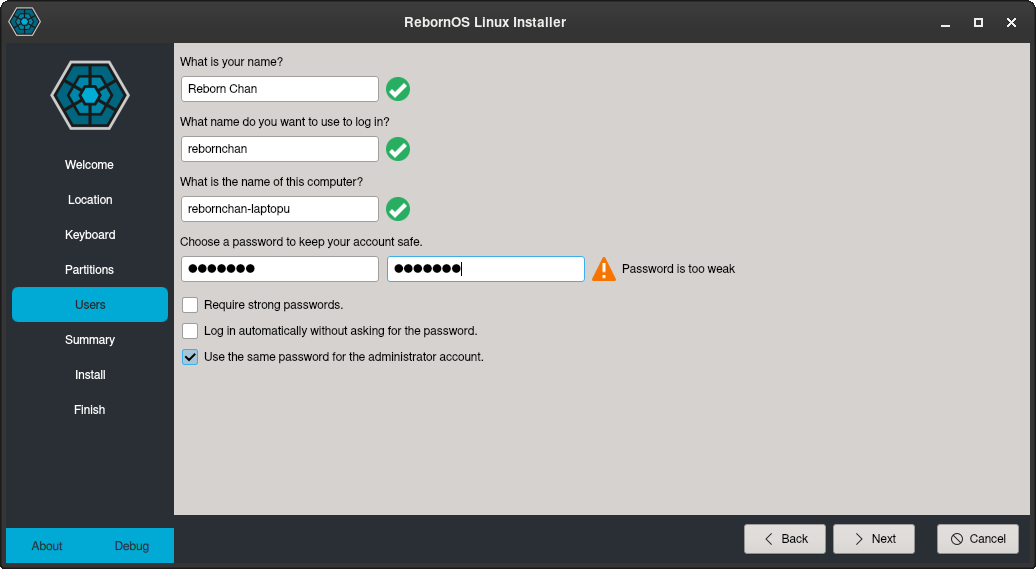 RebornOS Linux Installer
Welcome
Location
Keyboard
Partitions
Users
Summary
Install
Finish
About Debug
What is your name?
Reborn Chan
What name do you want to use to log in?
rebornchan
What is the name of this computer?
rebornchan-laptopu
Choose a password to keep your account safe.
●●●●●●● ●●●●●●● Password is too weak
Require strong passwords.
Log in automatically without asking for the password.
Use the same password for the administrator account.
Back Next Cancel